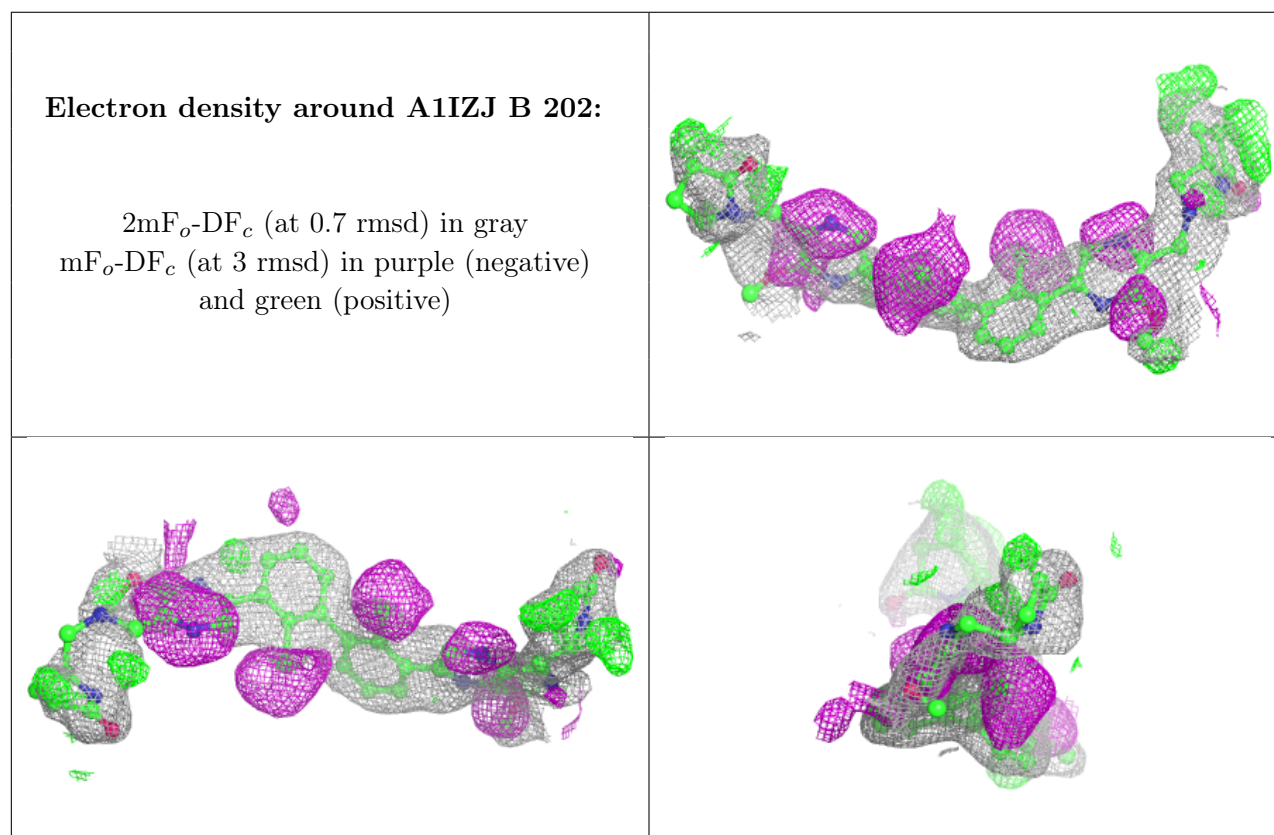 Electron density around A1IZJ B 202:
2mFo-DFc (at 0.7 rmsd) in gray
mFo-DFc (at 3 rmsd) in purple (negative)
and green (positive)